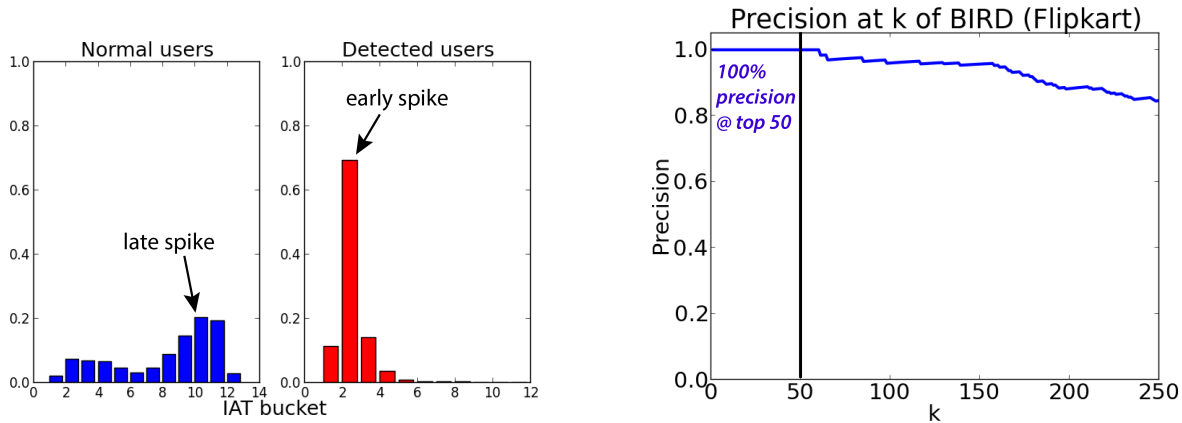 Normal users
1.0
0.8
0.6
0.4
0.2
0.0
late spike
0 2 4 6 8 10 12 14
Detected users
1.0
0.8
0.6
0.4
0.2
0.0
early spike
0 2 4 6 8 10 12
IAT bucket
Precision at k of BIRD (Flipkart)
Precision
1.0
0.8
0.6
0.4
0.2
0.0
100%
precision
@ top 50
0 50 100 150 200 250
k